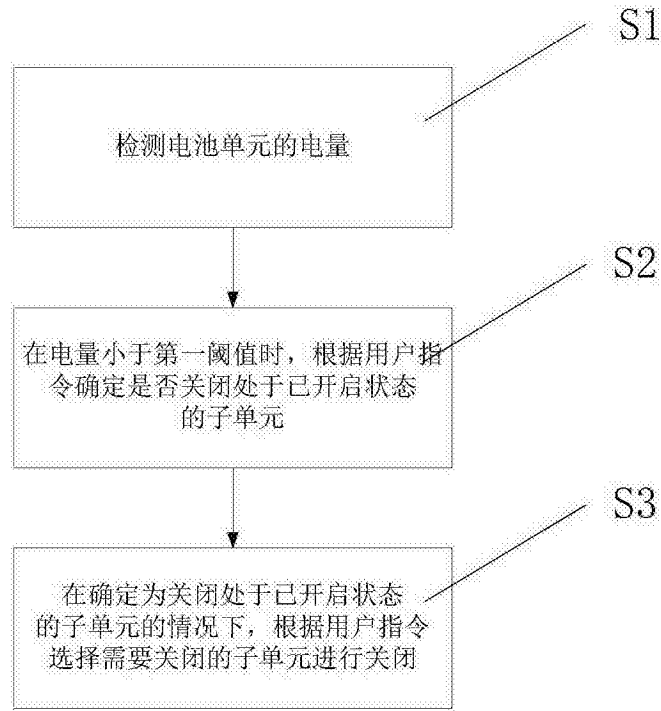 S1
检测电池单元的电量
S2
在电量小于第一阈值时，根据用户指
令确定是否关闭处于已开启状态
的子单元
S3
在确定为关闭处于已开启状态
的子单元的情况下，根据用户指令
选择需要关闭的子单元进行关闭